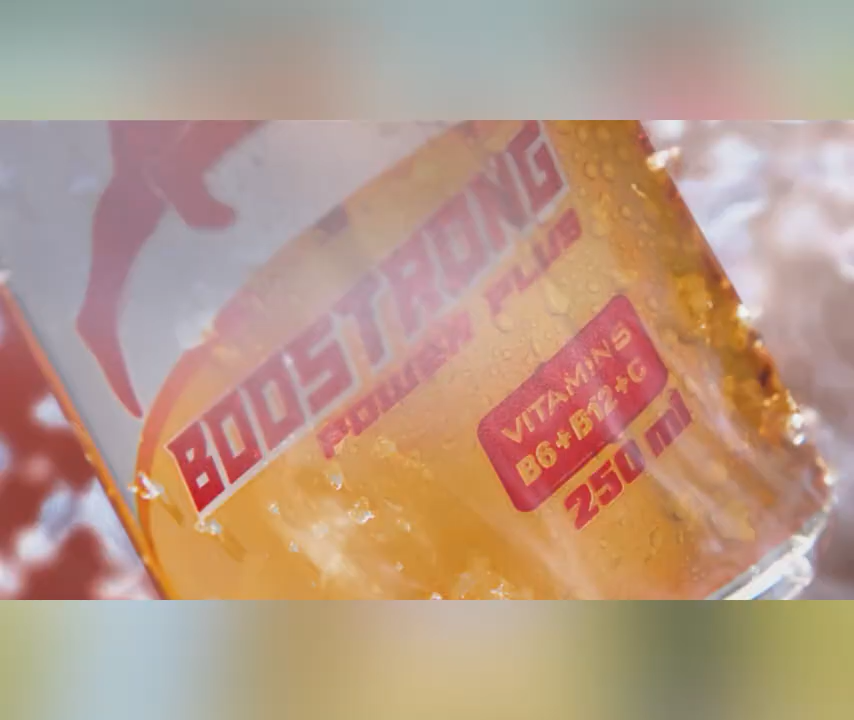 BOOSTRONG
POWER PLUS
VITAMINS
B6+B12+C
250 ml